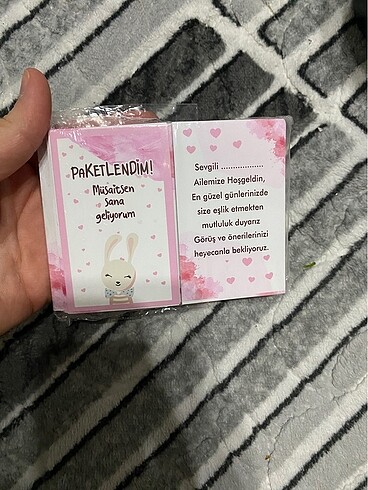 PAKETLENDİM!
Müsaitsen
sana
geliyorum
Sevgili ..................
Ailemize Hoşgeldin,
En güzel günlerinizde
size eşlik etmekten
mutluluk duyarız
Görüş ve önerilerinizi
heyecanla bekliyoruz.